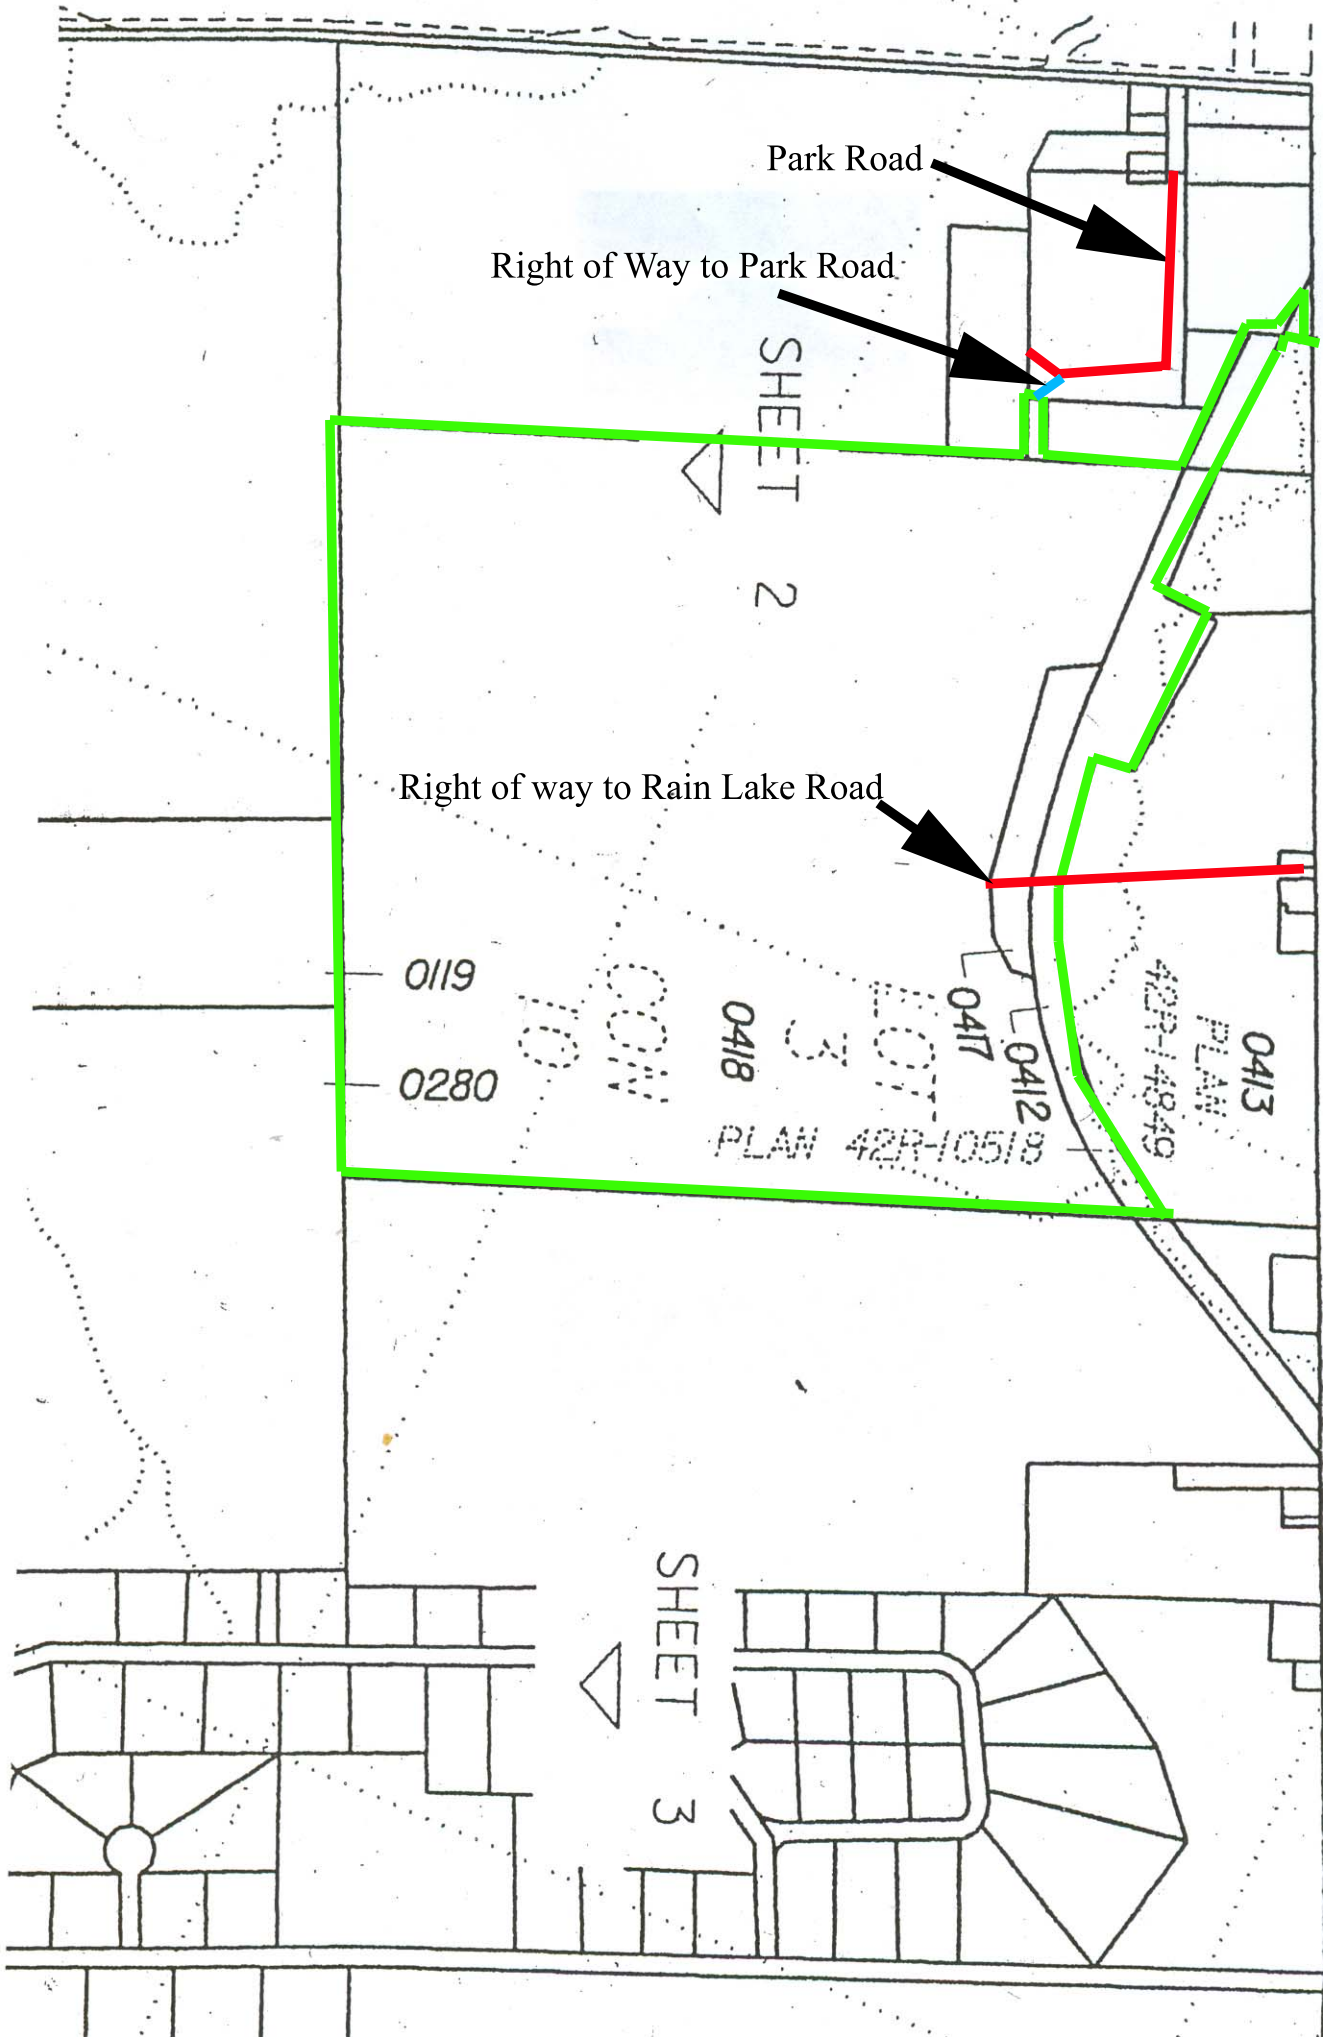 Park Road
Right of Way to Park Road
SHEET 2
Right of way to Rain Lake Road
0119
0280
CON 10
0418
LOT 3
0417
0412
PLAN 42R-10518
PLAN 42R-14849
0413
SHEET 3